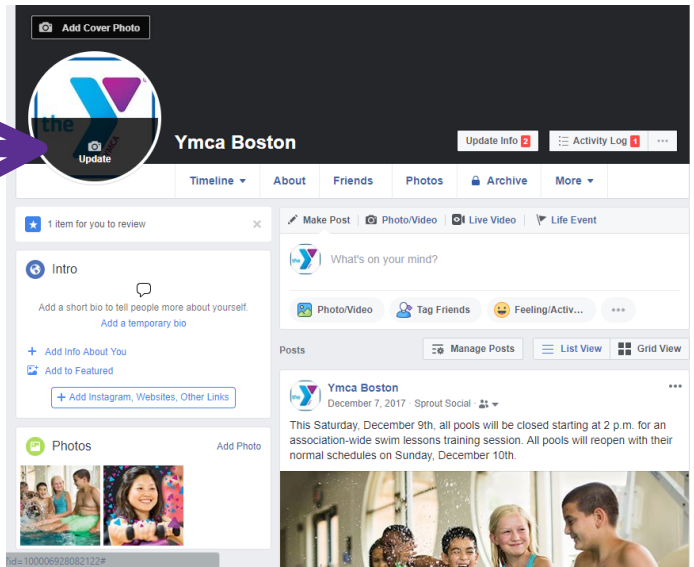 Add Cover Photo
the
YMCA
Update
Ymca Boston
Update Info 2
Activity Log 1
...
Timeline
About
Friends
Photos
Archive
More
1 item for you to review
Make Post
Photo/Video
Live Video
Life Event
Intro
the
What's on your mind?
Add a short bio to tell people more about yourself.
Add a temporary bio
Photo/Video
Tag Friends
Feeling/Activ...
...
+ Add Info About You
Add to Featured
+ Add Instagram, Websites, Other Links
Posts
Manage Posts
List View
Grid View
Ymca Boston
...
December 7, 2017 · Sprout Social ·
This Saturday, December 9th, all pools will be closed starting at 2 p.m. for an
association-wide swim lessons training session. All pools will reopen with their
normal schedules on Sunday, December 10th.
Photos
Add Photo
?id=100006928082122#